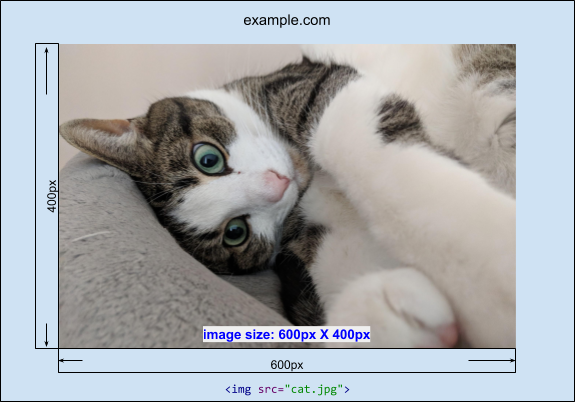 example.com
400px
image size: 600px X 400px
600px
<img src="cat.jpg">